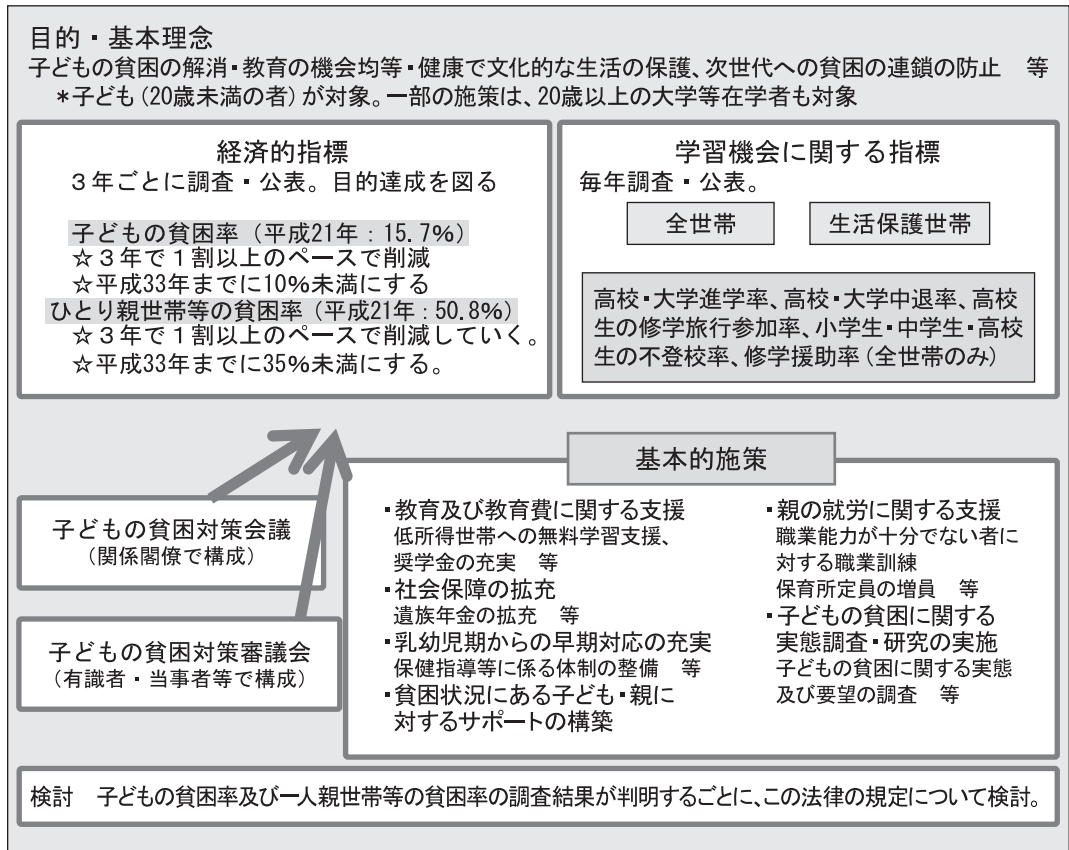 目的・基本理念
子どもの貧困の解消・教育の機会均等・健康で文化的な生活の保護、次世代への貧困の連鎖の防止　等
＊子ども（20歳未満の者）が対象。一部の施策は、20歳以上の大学等在学者も対象
経済的指標
３年ごとに調査・公表。目的達成を図る
子どもの貧困率（平成21年：15.7%）
☆３年で１割以上のペースで削減
☆平成33年までに10%未満にする
ひとり親世帯等の貧困率（平成21年：50.8%）
☆３年で１割以上のペースで削減していく。
☆平成33年までに35%未満にする。
学習機会に関する指標
毎年調査・公表。
全世帯
生活保護世帯
高校・大学進学率、高校・大学中退率、高校
生の修学旅行参加率、小学生・中学生・高校
生の不登校率、修学援助率（全世帯のみ）
子どもの貧困対策会議
（関係閣僚で構成）
子どもの貧困対策審議会
（有識者・当事者等で構成）
基本的施策
・教育及び教育費に関する支援
低所得世帯への無料学習支援、
奨学金の充実　等
・社会保障の拡充
遺族年金の拡充　等
・乳幼児期からの早期対応の充実
保健指導等に係る体制の整備　等
・貧困状況にある子ども・親に
対するサポートの構築
・親の就労に関する支援
職業能力が十分でない者に
対する職業訓練
保育所定員の増員　等
・子どもの貧困に関する
実態調査・研究の実施
子どもの貧困に関する実態
及び要望の調査　等
検討　子どもの貧困率及び一人親世帯等の貧困率の調査結果が判明するごとに、この法律の規定について検討。